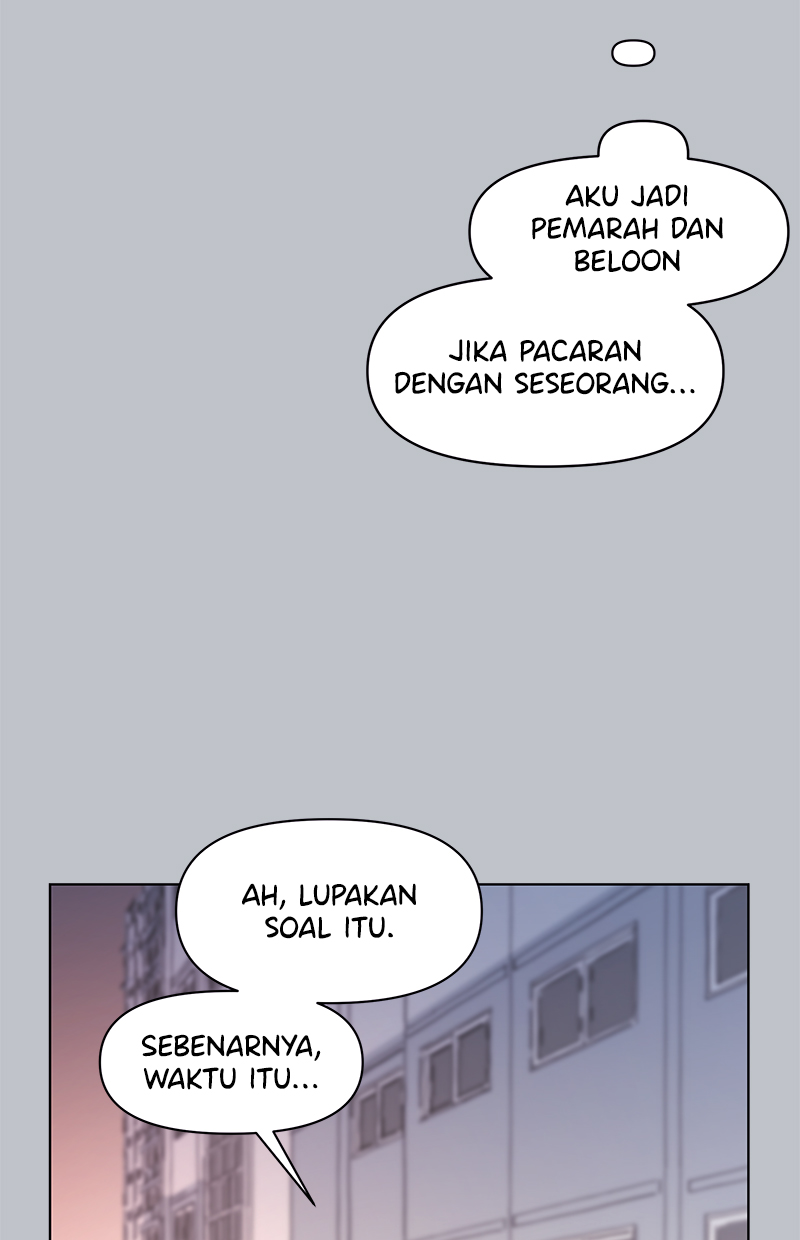 AKU JADI
PEMARAH DAN
BELOON
JIKA PACARAN
DENGAN SESEORANG...
AH, LUPAKAN
SOAL ITU.
SEBENARNYA,
WAKTU ITU...